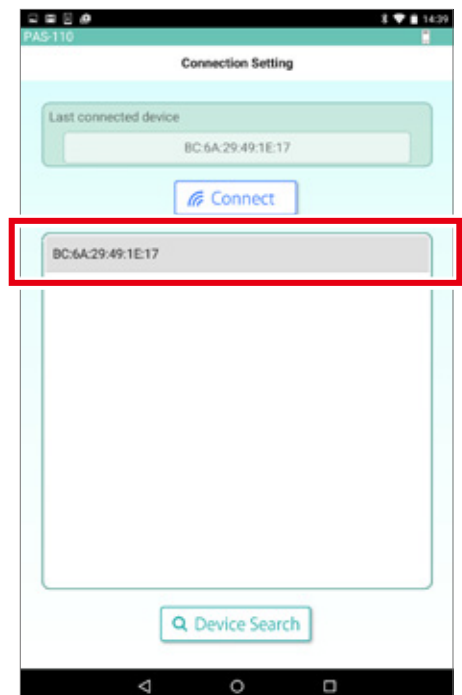 14:39
PAS-110
Connection Setting
Last connected device
BC:6A:29:49:1E:17
Connect
BC:6A:29:49:1E:17
Device Search